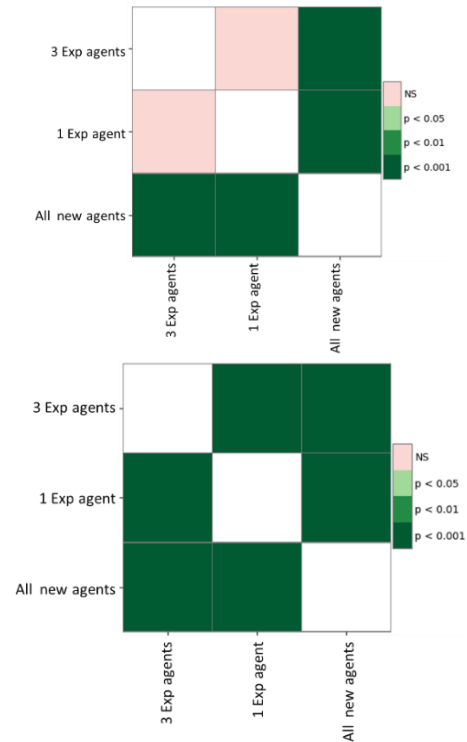 3 Exp agents
1 Exp agent
All new agents
3 Exp agents
1 Exp agent
All new agents
NS
p < 0.05
p < 0.01
p < 0.001
3 Exp agents
1 Exp agent
All new agents
3 Exp agents
1 Exp agent
All new agents
NS
p < 0.05
p < 0.01
p < 0.001